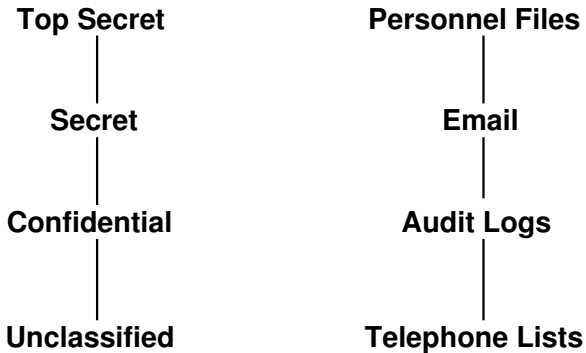 Top Secret Personnel Files
Secret Email
Confidential Audit Logs
Unclassified Telephone Lists